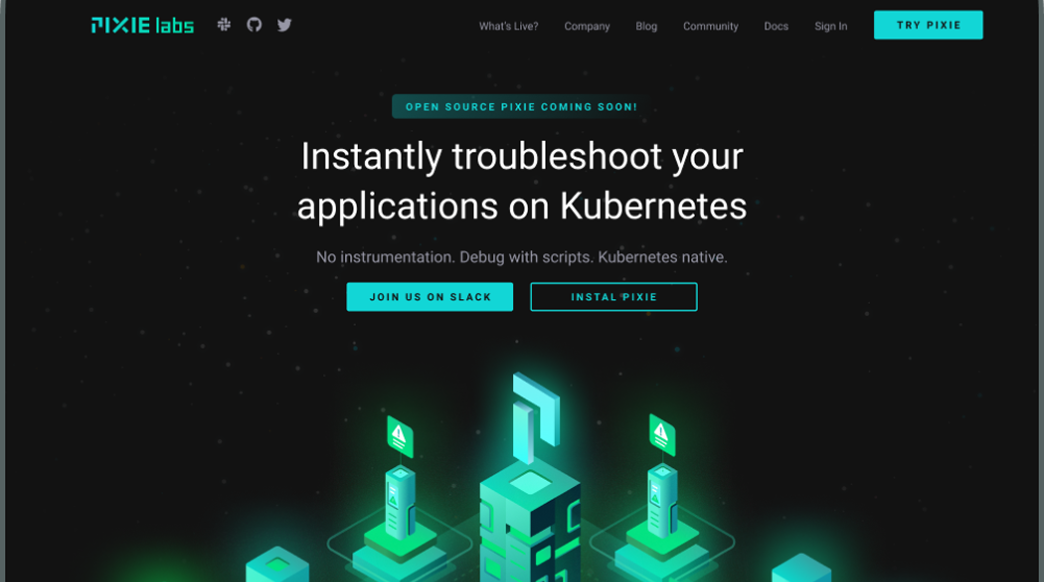 PIXIE labs
What's Live?
Company
Blog
Community
Docs
Sign In
TRY PIXIE
OPEN SOURCE PIXIE COMING SOON!
Instantly troubleshoot your
applications on Kubernetes
No instrumentation. Debug with scripts. Kubernetes native.
JOIN US ON SLACK
INSTAL PIXIE